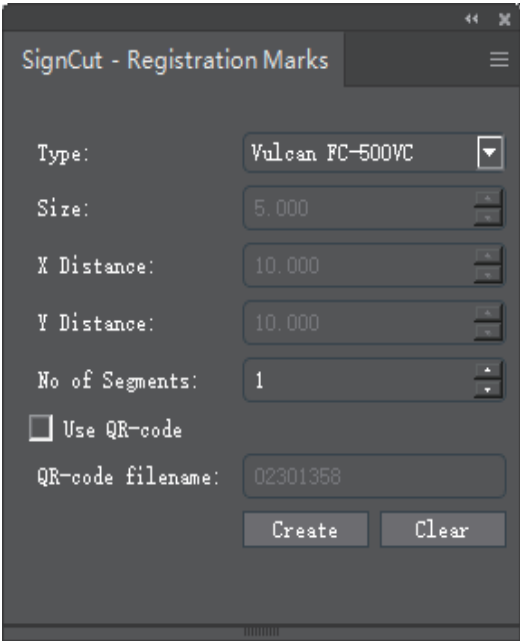 SignCut - Registration Marks
Type: Vulcan FC-500VC
Size: 5.000
X Distance: 10.000
Y Distance: 10.000
No of Segments: 1
Use QR-code
QR-code filename: 02301358
Create Clear